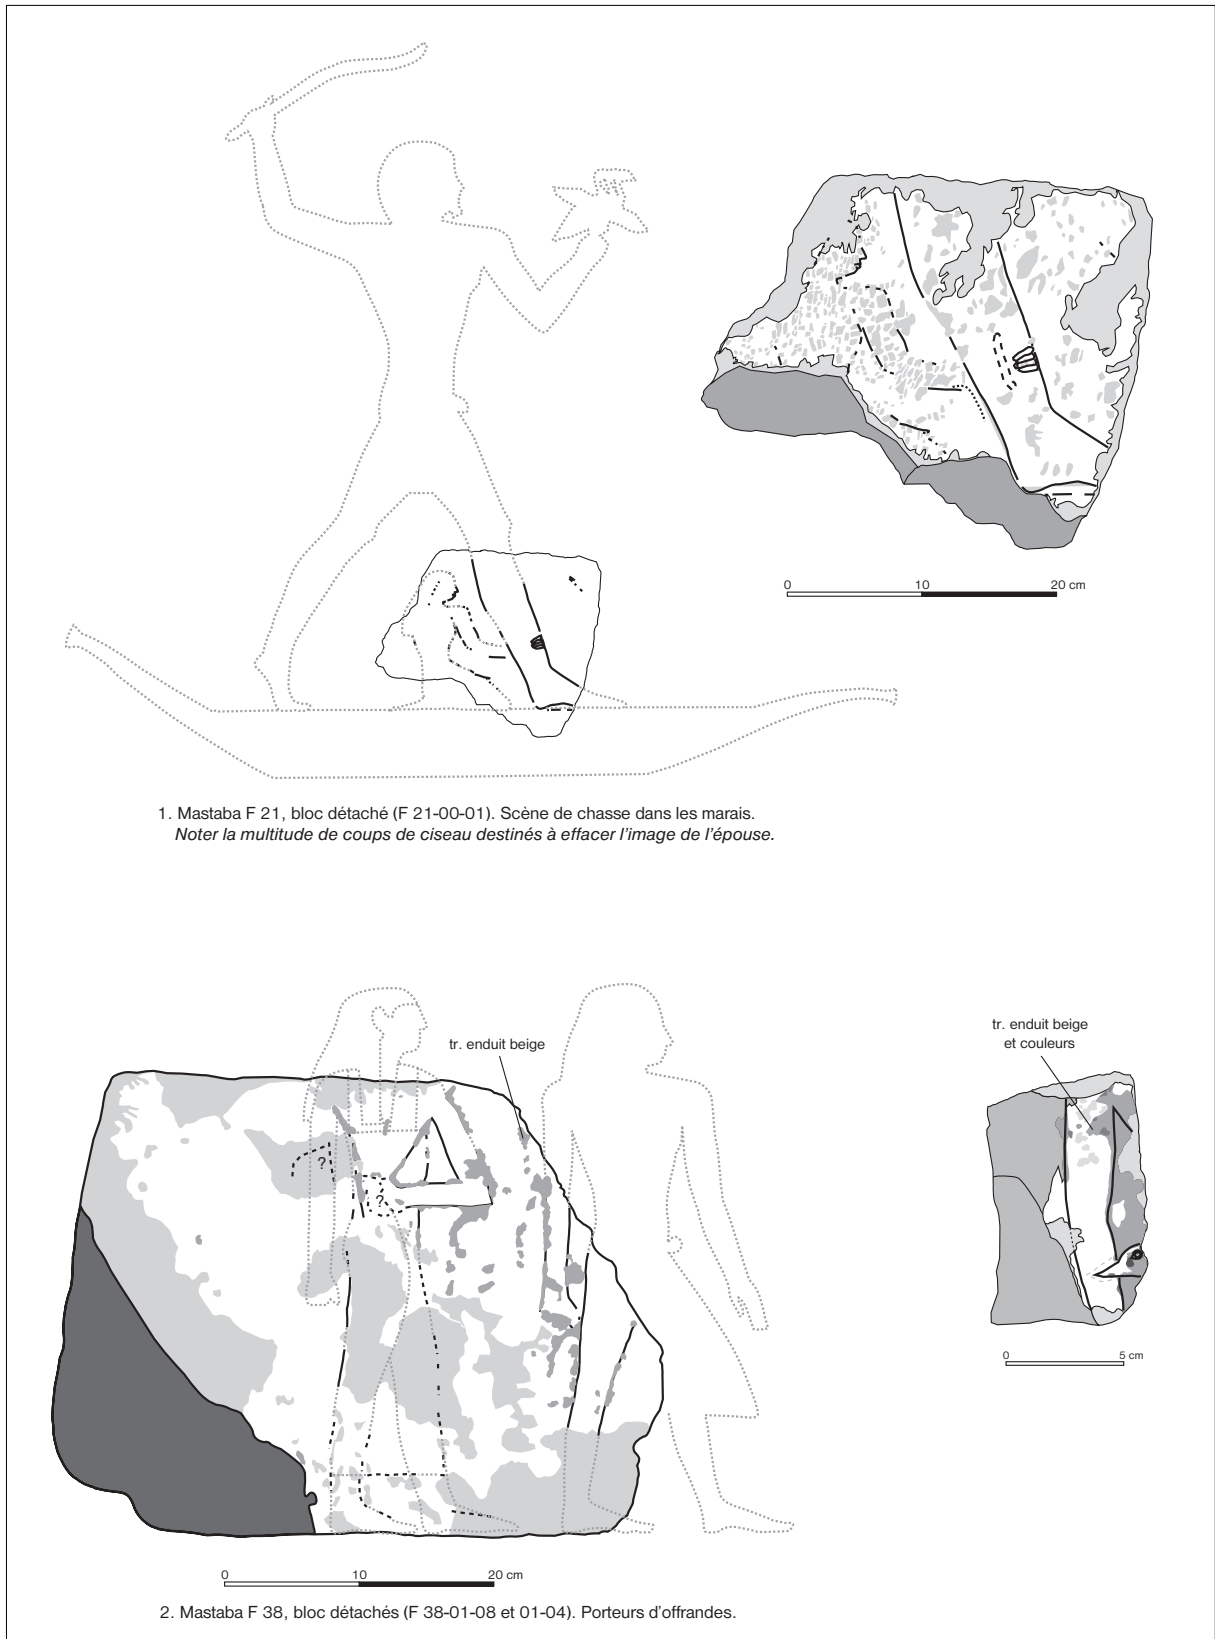 0 10 20 cm
1. Mastaba F 21, bloc détaché (F 21-00-01). Scène de chasse dans les marais.
Noter la multitude de coups de ciseau destinés à effacer l’image de l’épouse.
tr. enduit beige
tr. enduit beige
et couleurs
?
?
0 5 cm
0 10 20 cm
2. Mastaba F 38, bloc détachés (F 38-01-08 et 01-04). Porteurs d’offrandes.